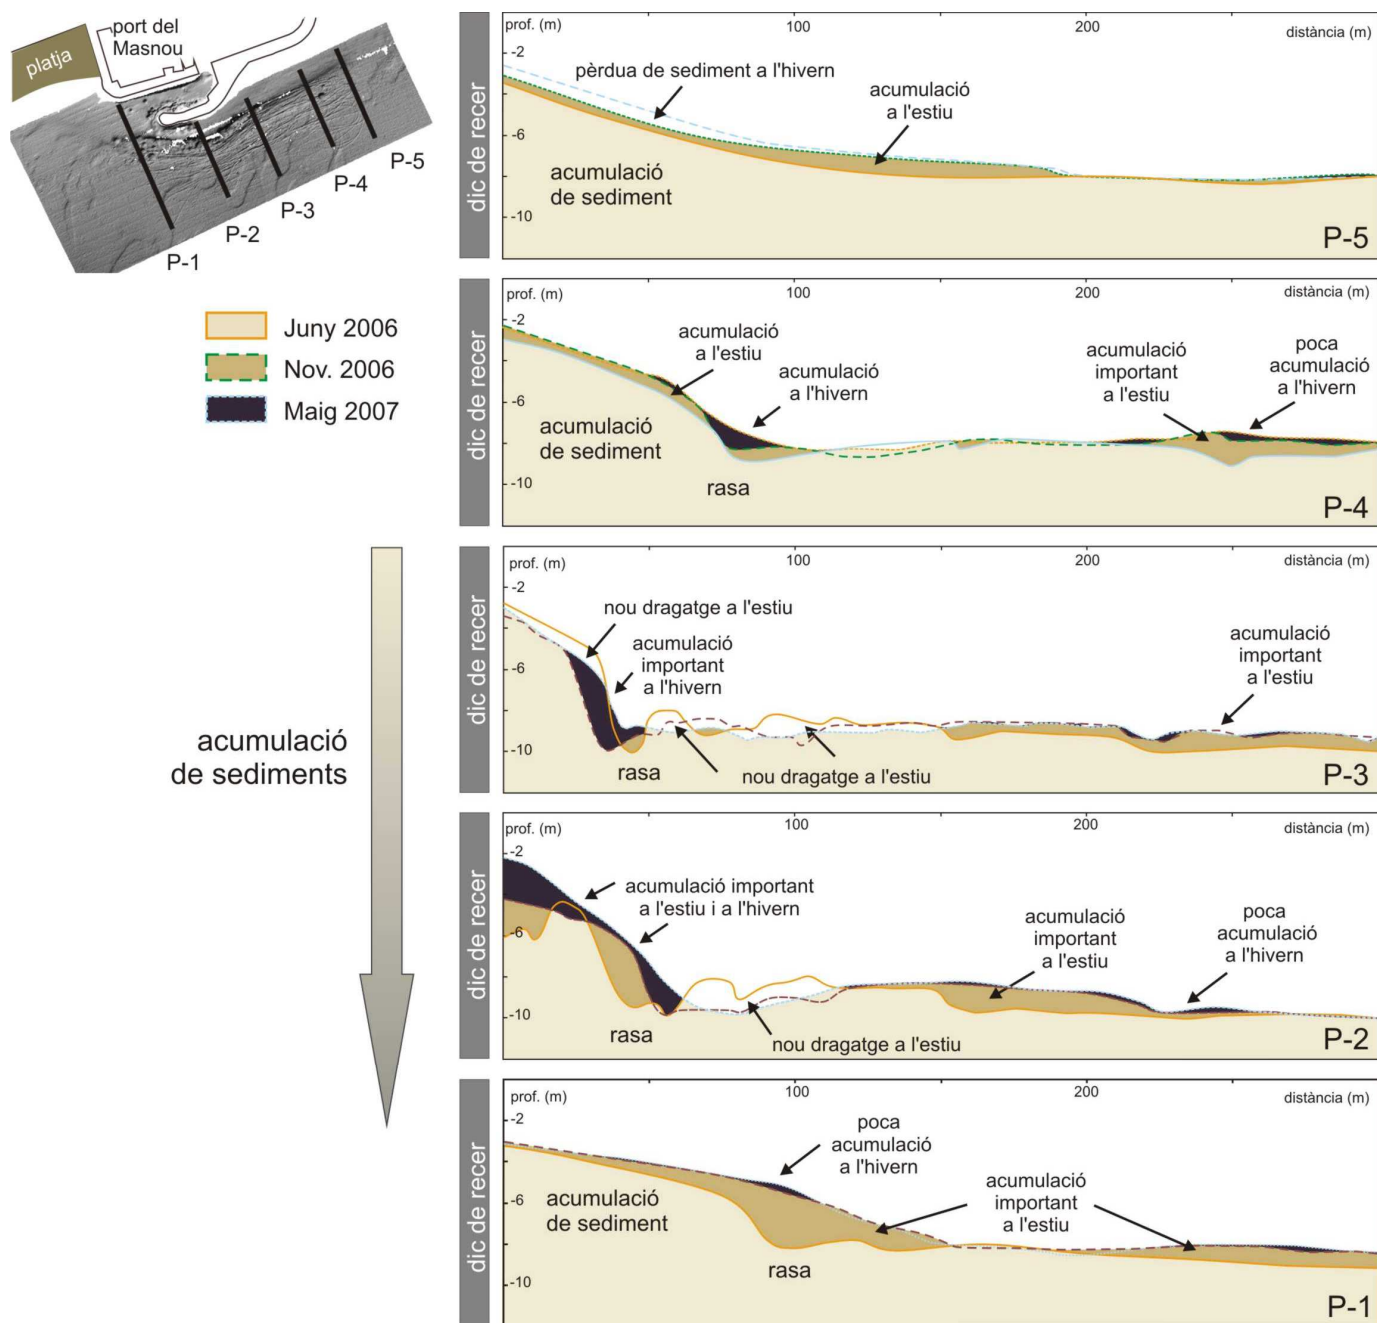 port del
Masnou
platja
P-5
P-4
P-3
P-2
P-1
Juny 2006
Nov. 2006
Maig 2007
acumulació
de sediments
dic de recer
prof. (m)
100
200
distància (m)
-2
-6
-10
pèrdua de sediment a l'hivern
acumulació
a l'estiu
acumulació
de sediment
P-5
dic de recer
prof. (m)
100
200
distància (m)
-2
-6
-10
acumulació
a l'estiu
acumulació
a l'hivern
acumulació
important
a l'estiu
poca
acumulació
a l'hivern
acumulació
de sediment
rasa
P-4
dic de recer
prof. (m)
100
200
distància (m)
-2
-6
-10
nou dragatge a l'estiu
acumulació
important
a l'hivern
acumulació
important
a l'estiu
rasa
nou dragatge a l'estiu
P-3
dic de recer
prof. (m)
100
200
distància (m)
-2
-6
-10
acumulació important
a l'estiu i a l'hivern
acumulació
important
a l'estiu
poca
acumulació
a l'hivern
rasa
nou dragatge a l'estiu
P-2
dic de recer
prof. (m)
100
200
distància (m)
-2
-6
-10
poca
acumulació
a l'hivern
acumulació
important
a l'estiu
acumulació
de sediment
rasa
P-1